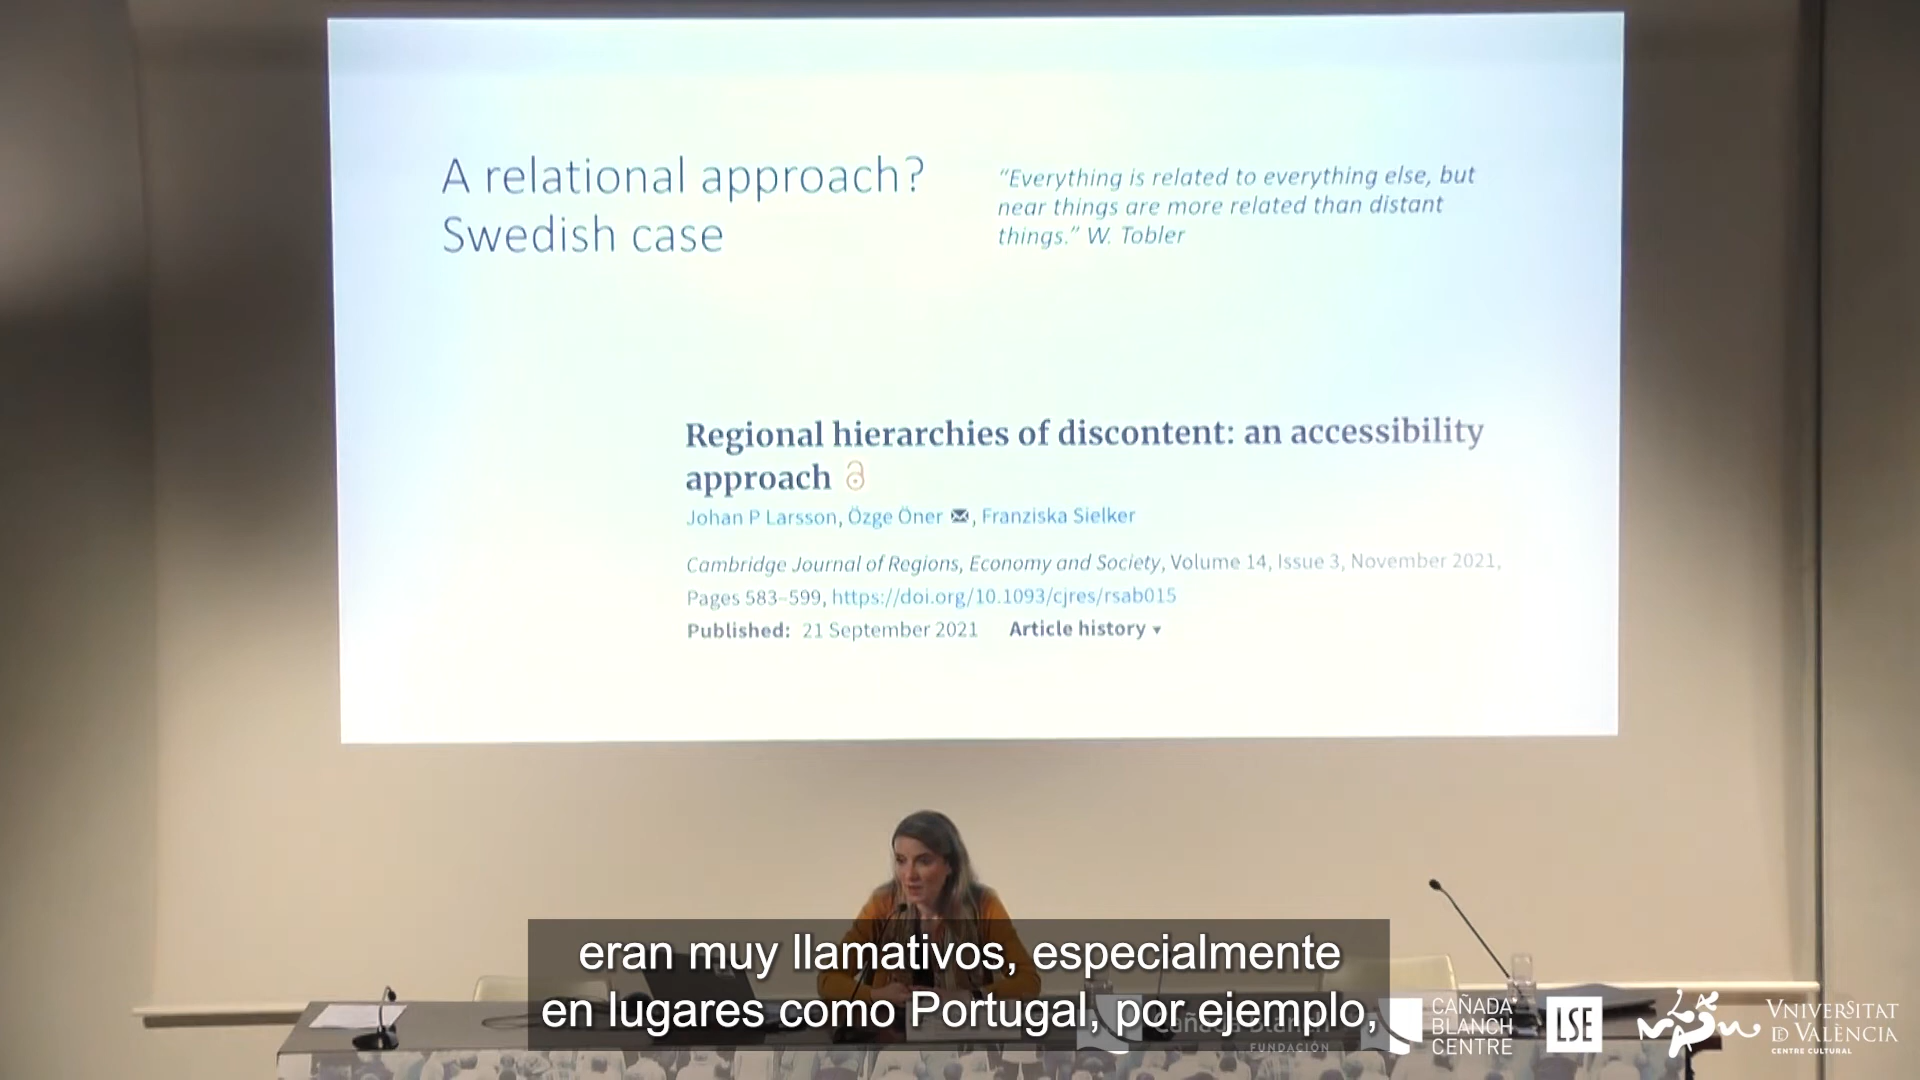 A relational approach?
Swedish case
“Everything is related to everything else, but
near things are more related than distant
things.” W. Tobler
Regional hierarchies of discontent: an accessibility
approach
Johan P Larsson, Özge Öner , Franziska Sielker
Cambridge Journal of Regions, Economy and Society, Volume 14, Issue 3, November 2021,
Pages 583–599, https://doi.org/10.1093/cjres/rsab015
Published: 21 September 2021 Article history ▾
eran muy llamativos, especialmente
en lugares como Portugal, por ejemplo,
Cañada Blanch
FUNDACIÓN
CAÑADA
BLANCH
CENTRE
LSE
VNIVERSITAT
ID VALÈNCIA
CENTRE CULTURAL